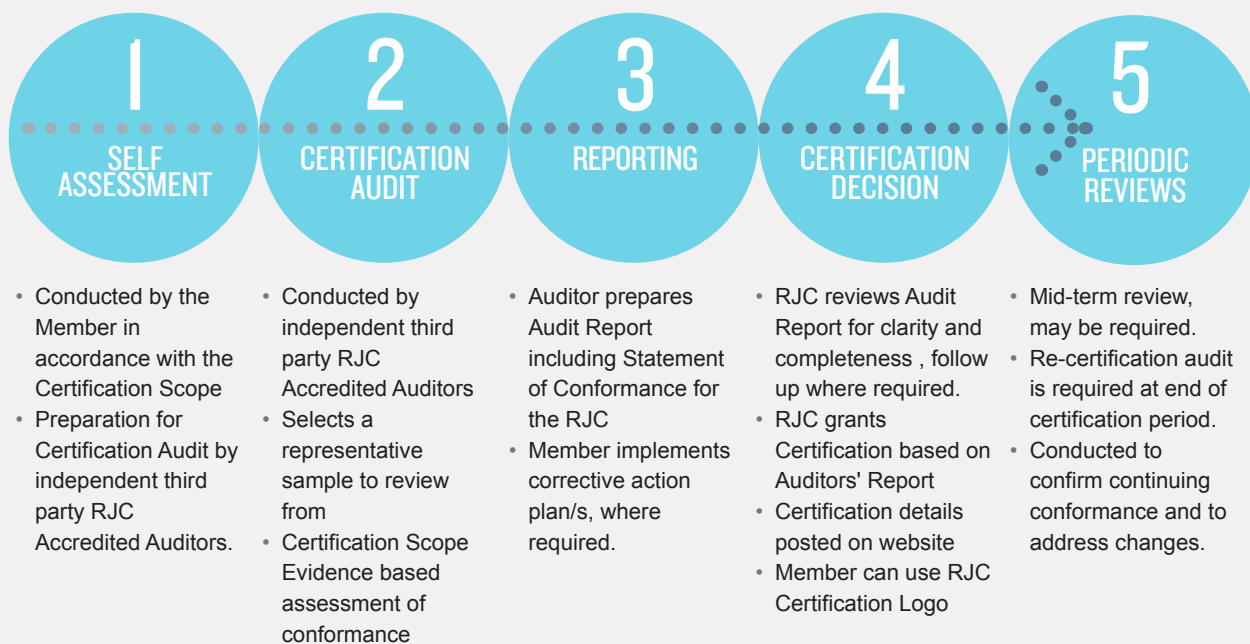 1
SELF
ASSESSMENT
• Conducted by the
Member in
accordance with the
Certification Scope
• Preparation for
Certification Audit by
independent third
party RJC
Accredited Auditors.
2
CERTIFICATION
AUDIT
• Conducted by
independent third
party RJC
Accredited Auditors
• Selects a
representative
sample to review
from
• Certification Scope
Evidence based
assessment of
conformance
3
REPORTING
• Auditor prepares
Audit Report
including Statement
of Conformance for
the RJC
• Member implements
corrective action
plan/s, where
required.
4
CERTIFICATION
DECISION
• RJC reviews Audit
Report for clarity and
completeness , follow
up where required.
• RJC grants
Certification based on
Auditors' Report
• Certification details
posted on website
• Member can use RJC
Certification Logo
5
PERIODIC
REVIEWS
• Mid-term review,
may be required.
• Re-certification audit
is required at end of
certification period.
• Conducted to
confirm continuing
conformance and to
address changes.